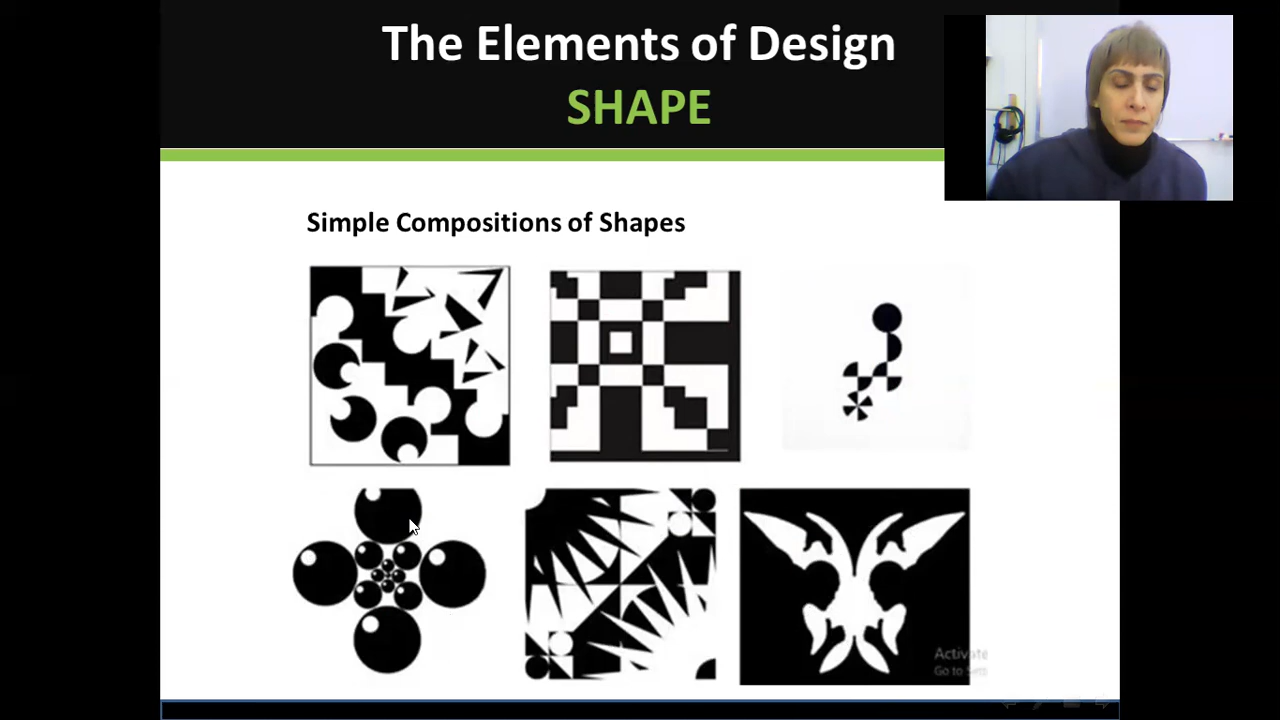 The Elements of Design
SHAPE
Simple Compositions of Shapes
Activate
Go to